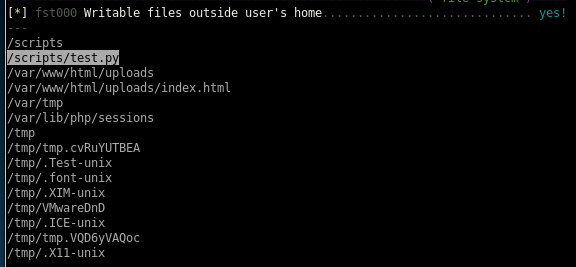 [*] fst000 Writable files outside user's home............................. yes!
---
/scripts
/scripts/test.py
/var/www/html/uploads
/var/www/html/uploads/index.html
/var/tmp
/var/lib/php/sessions
/tmp
/tmp/tmp.cvRuYUTBEA
/tmp/.Test-unix
/tmp/.font-unix
/tmp/.XIM-unix
/tmp/VMwareDnD
/tmp/.ICE-unix
/tmp/tmp.VQD6yVAQoc
/tmp/.X11-unix